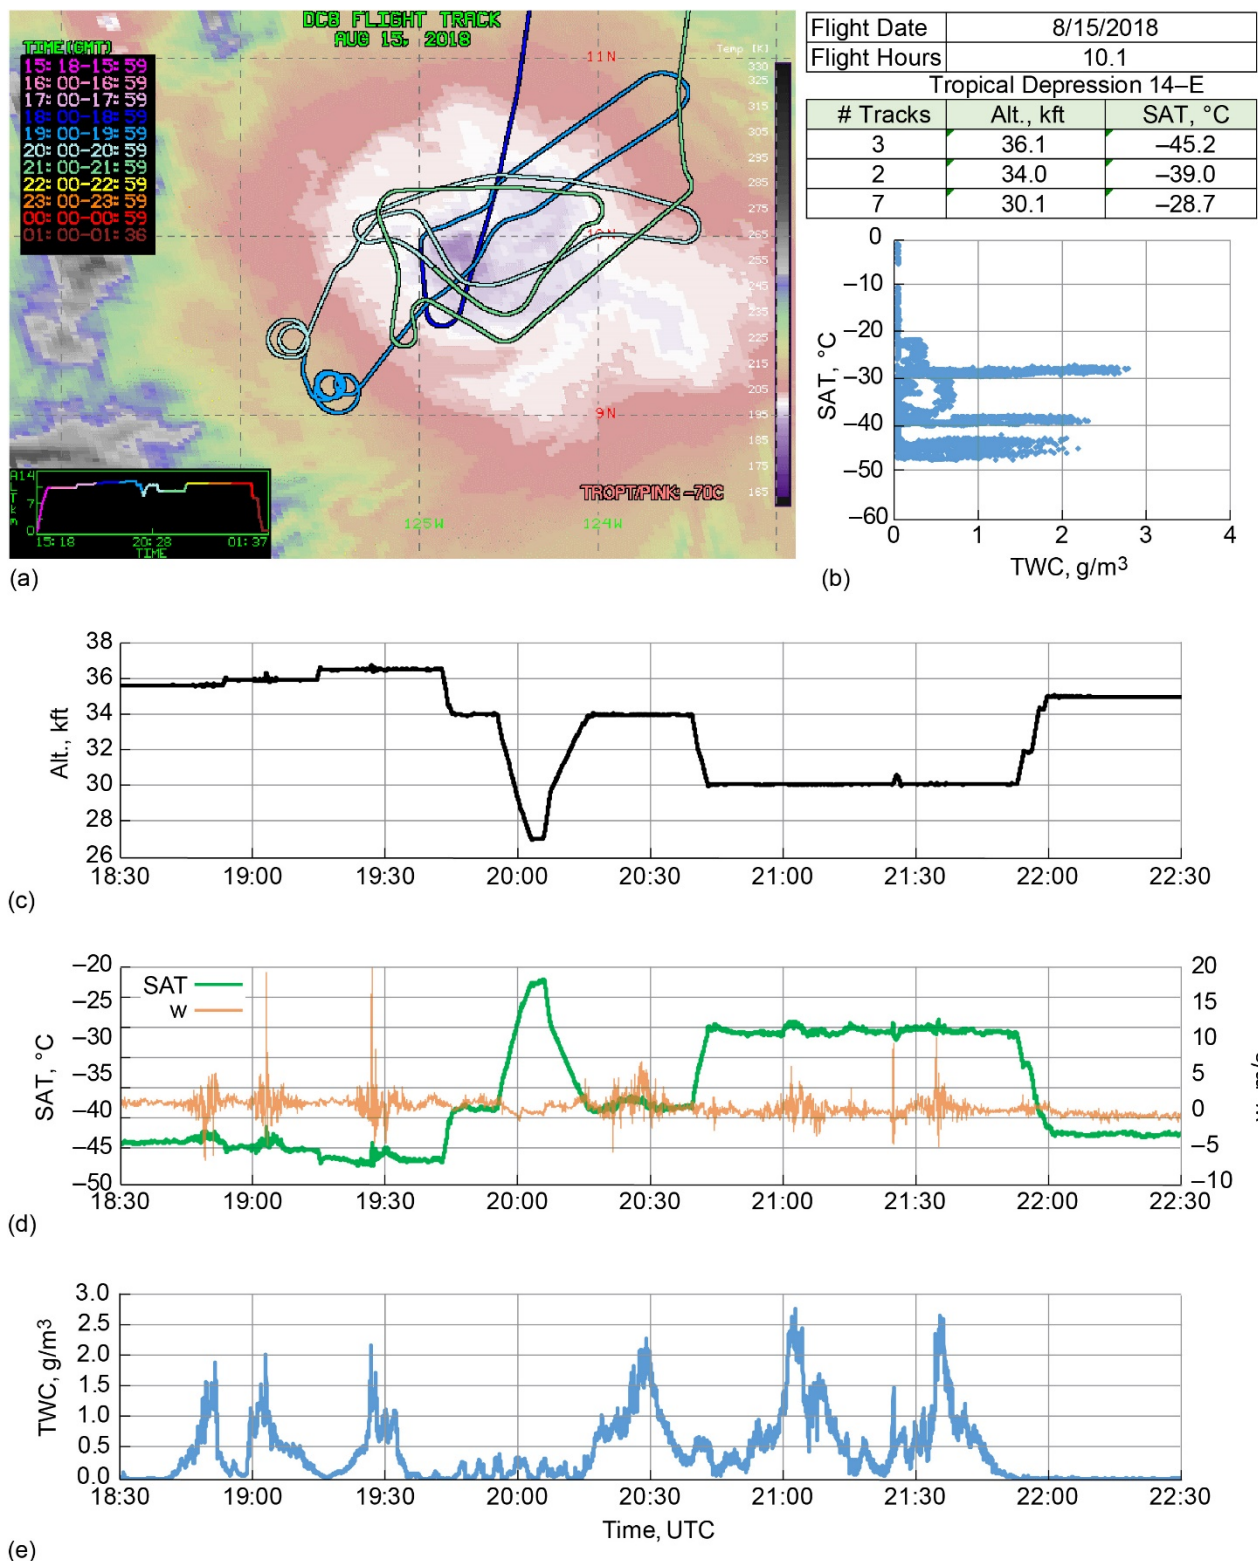 DC8 FLIGHT TRACK
AUG 15, 2018
TIME(GMT)
15:18-15:59
16:00-16:59
17:00-17:59
18:00-18:59
19:00-19:59
20:00-20:59
21:00-21:59
22:00-22:59
23:00-23:59
00:00-00:59
01:00-01:36
11N
10N
9N
125W
124W
Temp [K]
330
325
315
305
295
285
275
265
255
245
235
225
215
205
195
185
175
165
TROPT/PINK:-70C
ALT km
14
7
0
15:18 20:28 01:37
TIME
(a)
Flight Date 8/15/2018
Flight Hours 10.1
Tropical Depression 14–E
# Tracks Alt., kft SAT, °C
3 36.1 –45.2
2 34.0 –39.0
7 30.1 –28.7
0
–10
–20
–30
–40
–50
–60
SAT, °C
0 1 2 3 4
TWC, g/m3
(b)
38
36
34
32
30
28
26
Alt., kft
18:30 19:00 19:30 20:00 20:30 21:00 21:30 22:00 22:30
(c)
–20
–25
–30
–35
–40
–45
–50
SAT, °C
SAT
w
20
15
10
5
0
–5
–10
18:30 19:00 19:30 20:00 20:30 21:00 21:30 22:00 22:30
(d)
3.0
2.5
2.0
1.5
1.0
0.5
0.0
TWC, g/m3
18:30 19:00 19:30 20:00 20:30 21:00 21:30 22:00 22:30
Time, UTC
(e)